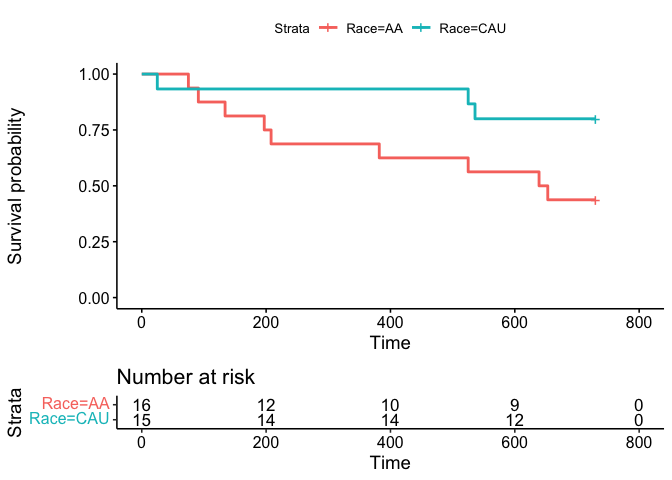 Strata Race=AA Race=CAU
Survival probability
1.00
0.75
0.50
0.25
0.00
0 200 400 600 800
Time
Number at risk
Strata
Race=AA 16 12 10 9 0
Race=CAU 15 14 14 12 0
0 200 400 600 800
Time